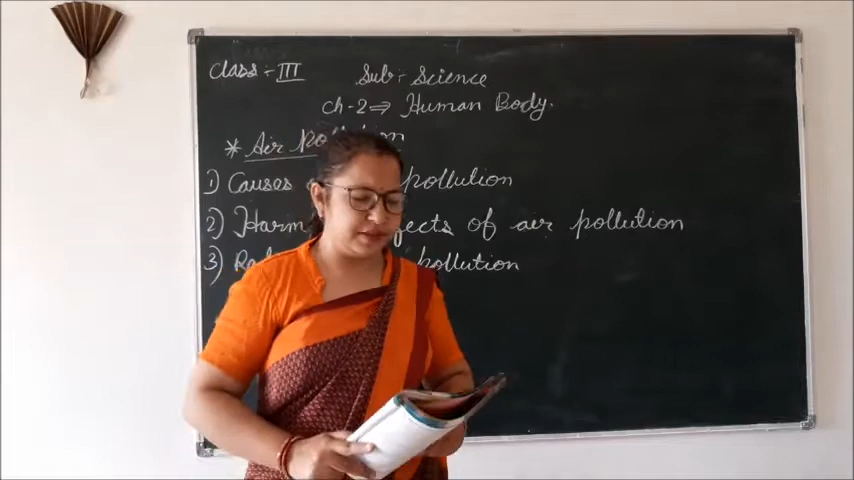 Class :- III Sub :- Science
Ch - 2 ⇒ Human Body.
* Air
1) Causes pollution
2) Harm of air pollution
3) pollution